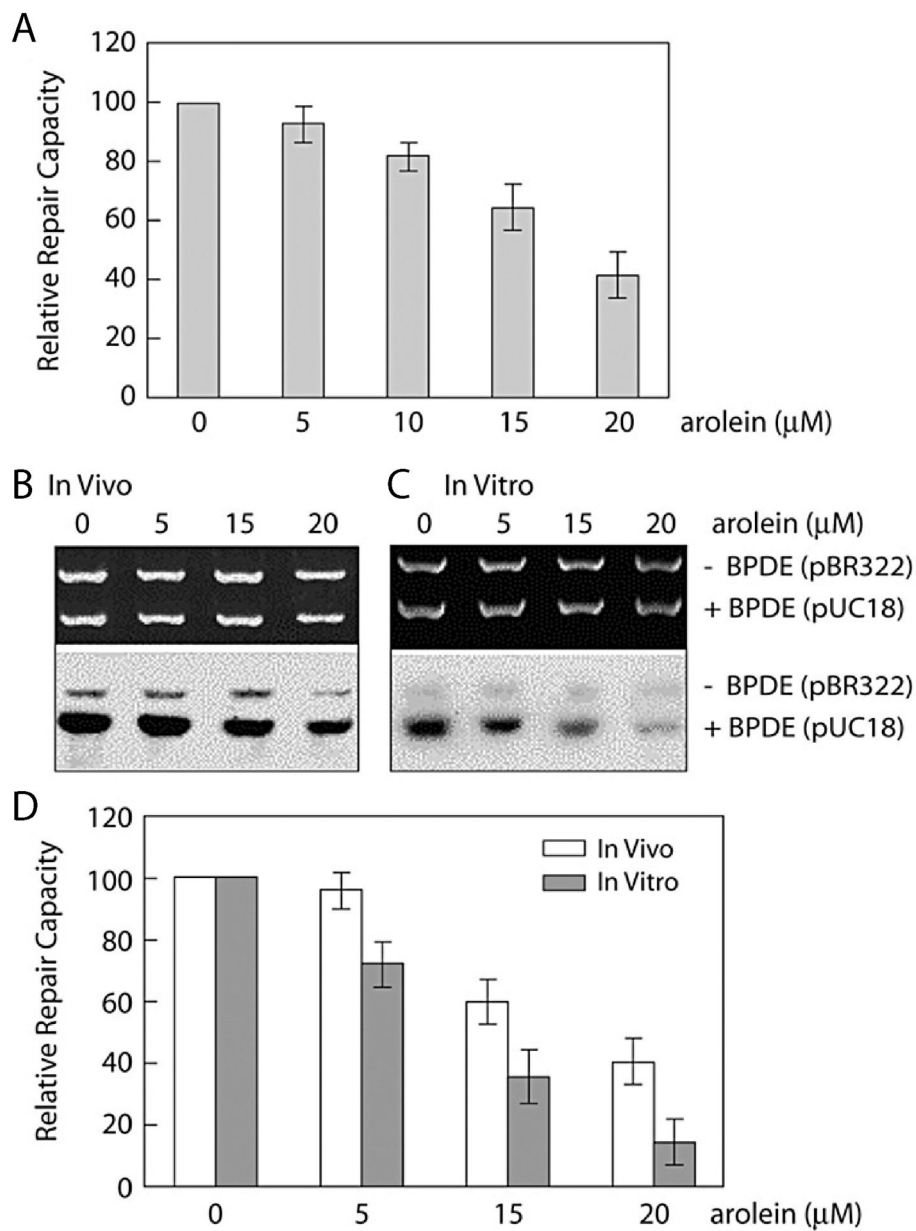 A
Relative Repair Capacity
120
100
80
60
40
20
0
0 5 10 15 20 arolein (μM)
B In Vivo
0 5 15 20
C In Vitro
0 5 15 20 arolein (μM)
- BPDE (pBR322)
+ BPDE (pUC18)
- BPDE (pBR322)
+ BPDE (pUC18)
D
Relative Repair Capacity
120
100
80
60
40
20
0
In Vivo
In Vitro
0 5 15 20 arolein (μM)